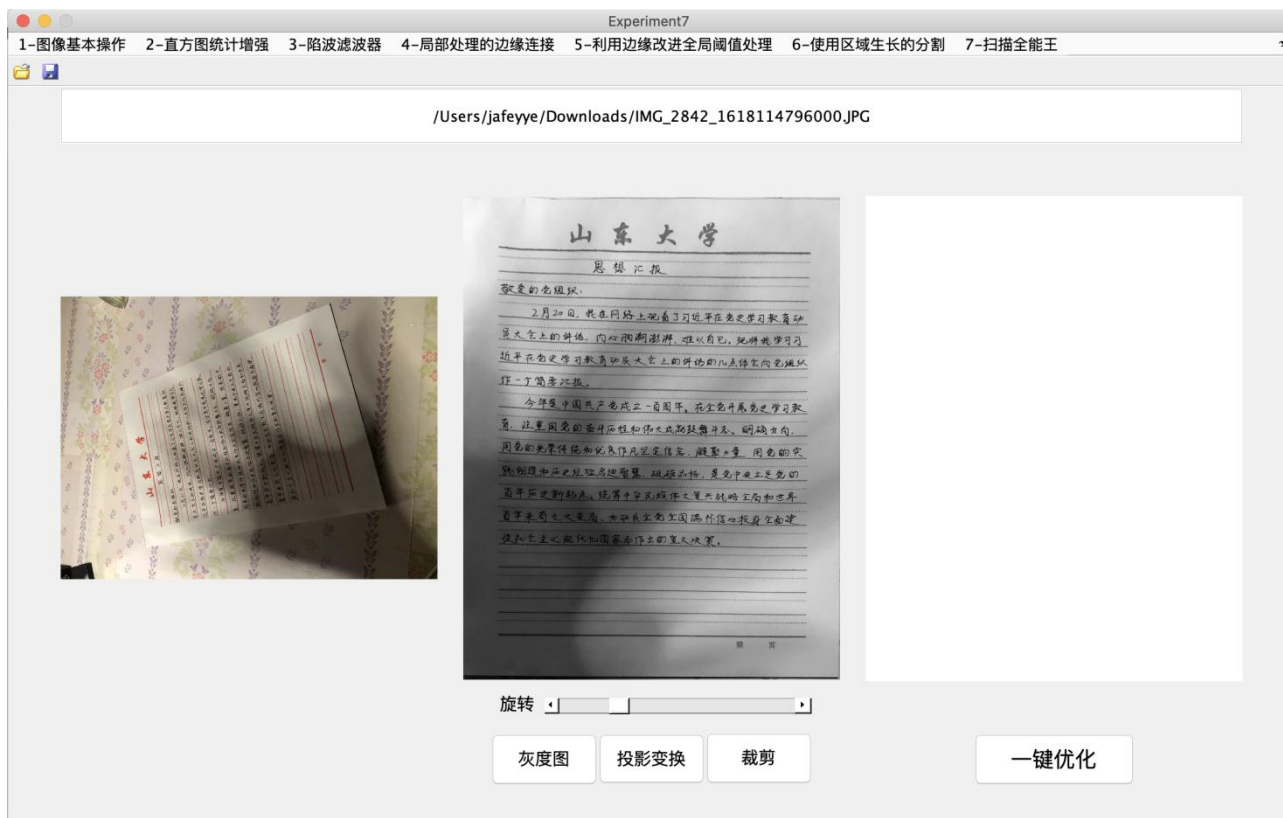 Experiment7
1-图像基本操作 2-直方图统计增强 3-陷波滤波器 4-局部处理的边缘连接 5-利用边缘改进全局阈值处理 6-使用区域生长的分割 7-扫描全能王
/Users/jafeyye/Downloads/IMG_2842_1618114796000.JPG
山东大学
思想汇报
敬爱的党组织:
2月20日,我在网络上观看了习近平在党史学习教育动
员大会上的讲话,内心汹涌澎湃、难以自已,现将我学习习
近平在党史学习教育动员大会上的讲话的几点体会向党组织
作一个简要汇报。
今年是中国共产党成立一百周年,在全党开展党史学习教
育,注重用党的奋斗历程和伟大成就鼓舞斗志、明确方向,
用党的光荣传统和优良作风坚定信念、凝聚力量,用党的实
践创造和历史经验启迪智慧、砥砺品格,是党中央立足党的
百年历史新起点、统筹中华民族伟大复兴战略全局和世界
百年未有之大变局、为动员全党全国满怀信心投身全面建
设社会主义现代化国家而作出的重大决策。
第 页
旋转
灰度图 投影变换 裁剪
一键优化